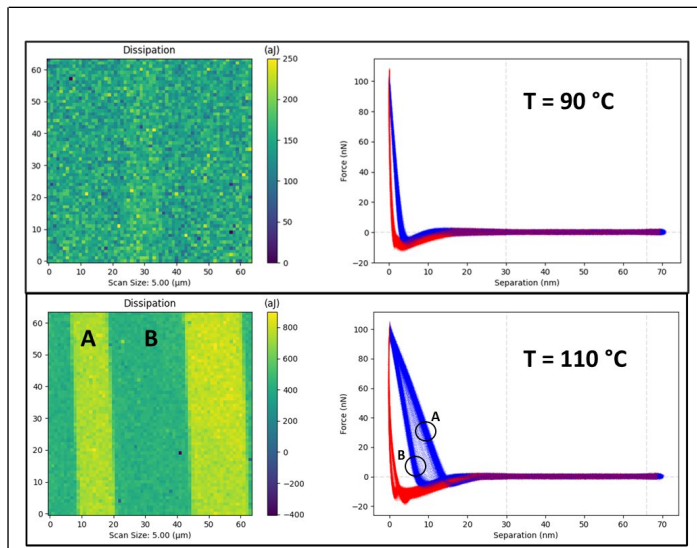 Dissipation
(aJ)
60
50
40
30
20
10
0
0 10 20 30 40 50 60
Scan Size: 5.00 (μm)
250
200
150
100
50
0
T = 90 °C
Force (nN)
100
80
60
40
20
0
-20
0 10 20 30 40 50 60 70
Separation (nm)
Dissipation
(aJ)
A B
60
50
40
30
20
10
0
0 10 20 30 40 50 60
Scan Size: 5.00 (μm)
800
600
400
200
0
−200
−400
T = 110 °C
A
B
Force (nN)
100
80
60
40
20
0
-20
0 10 20 30 40 50 60 70
Separation (nm)